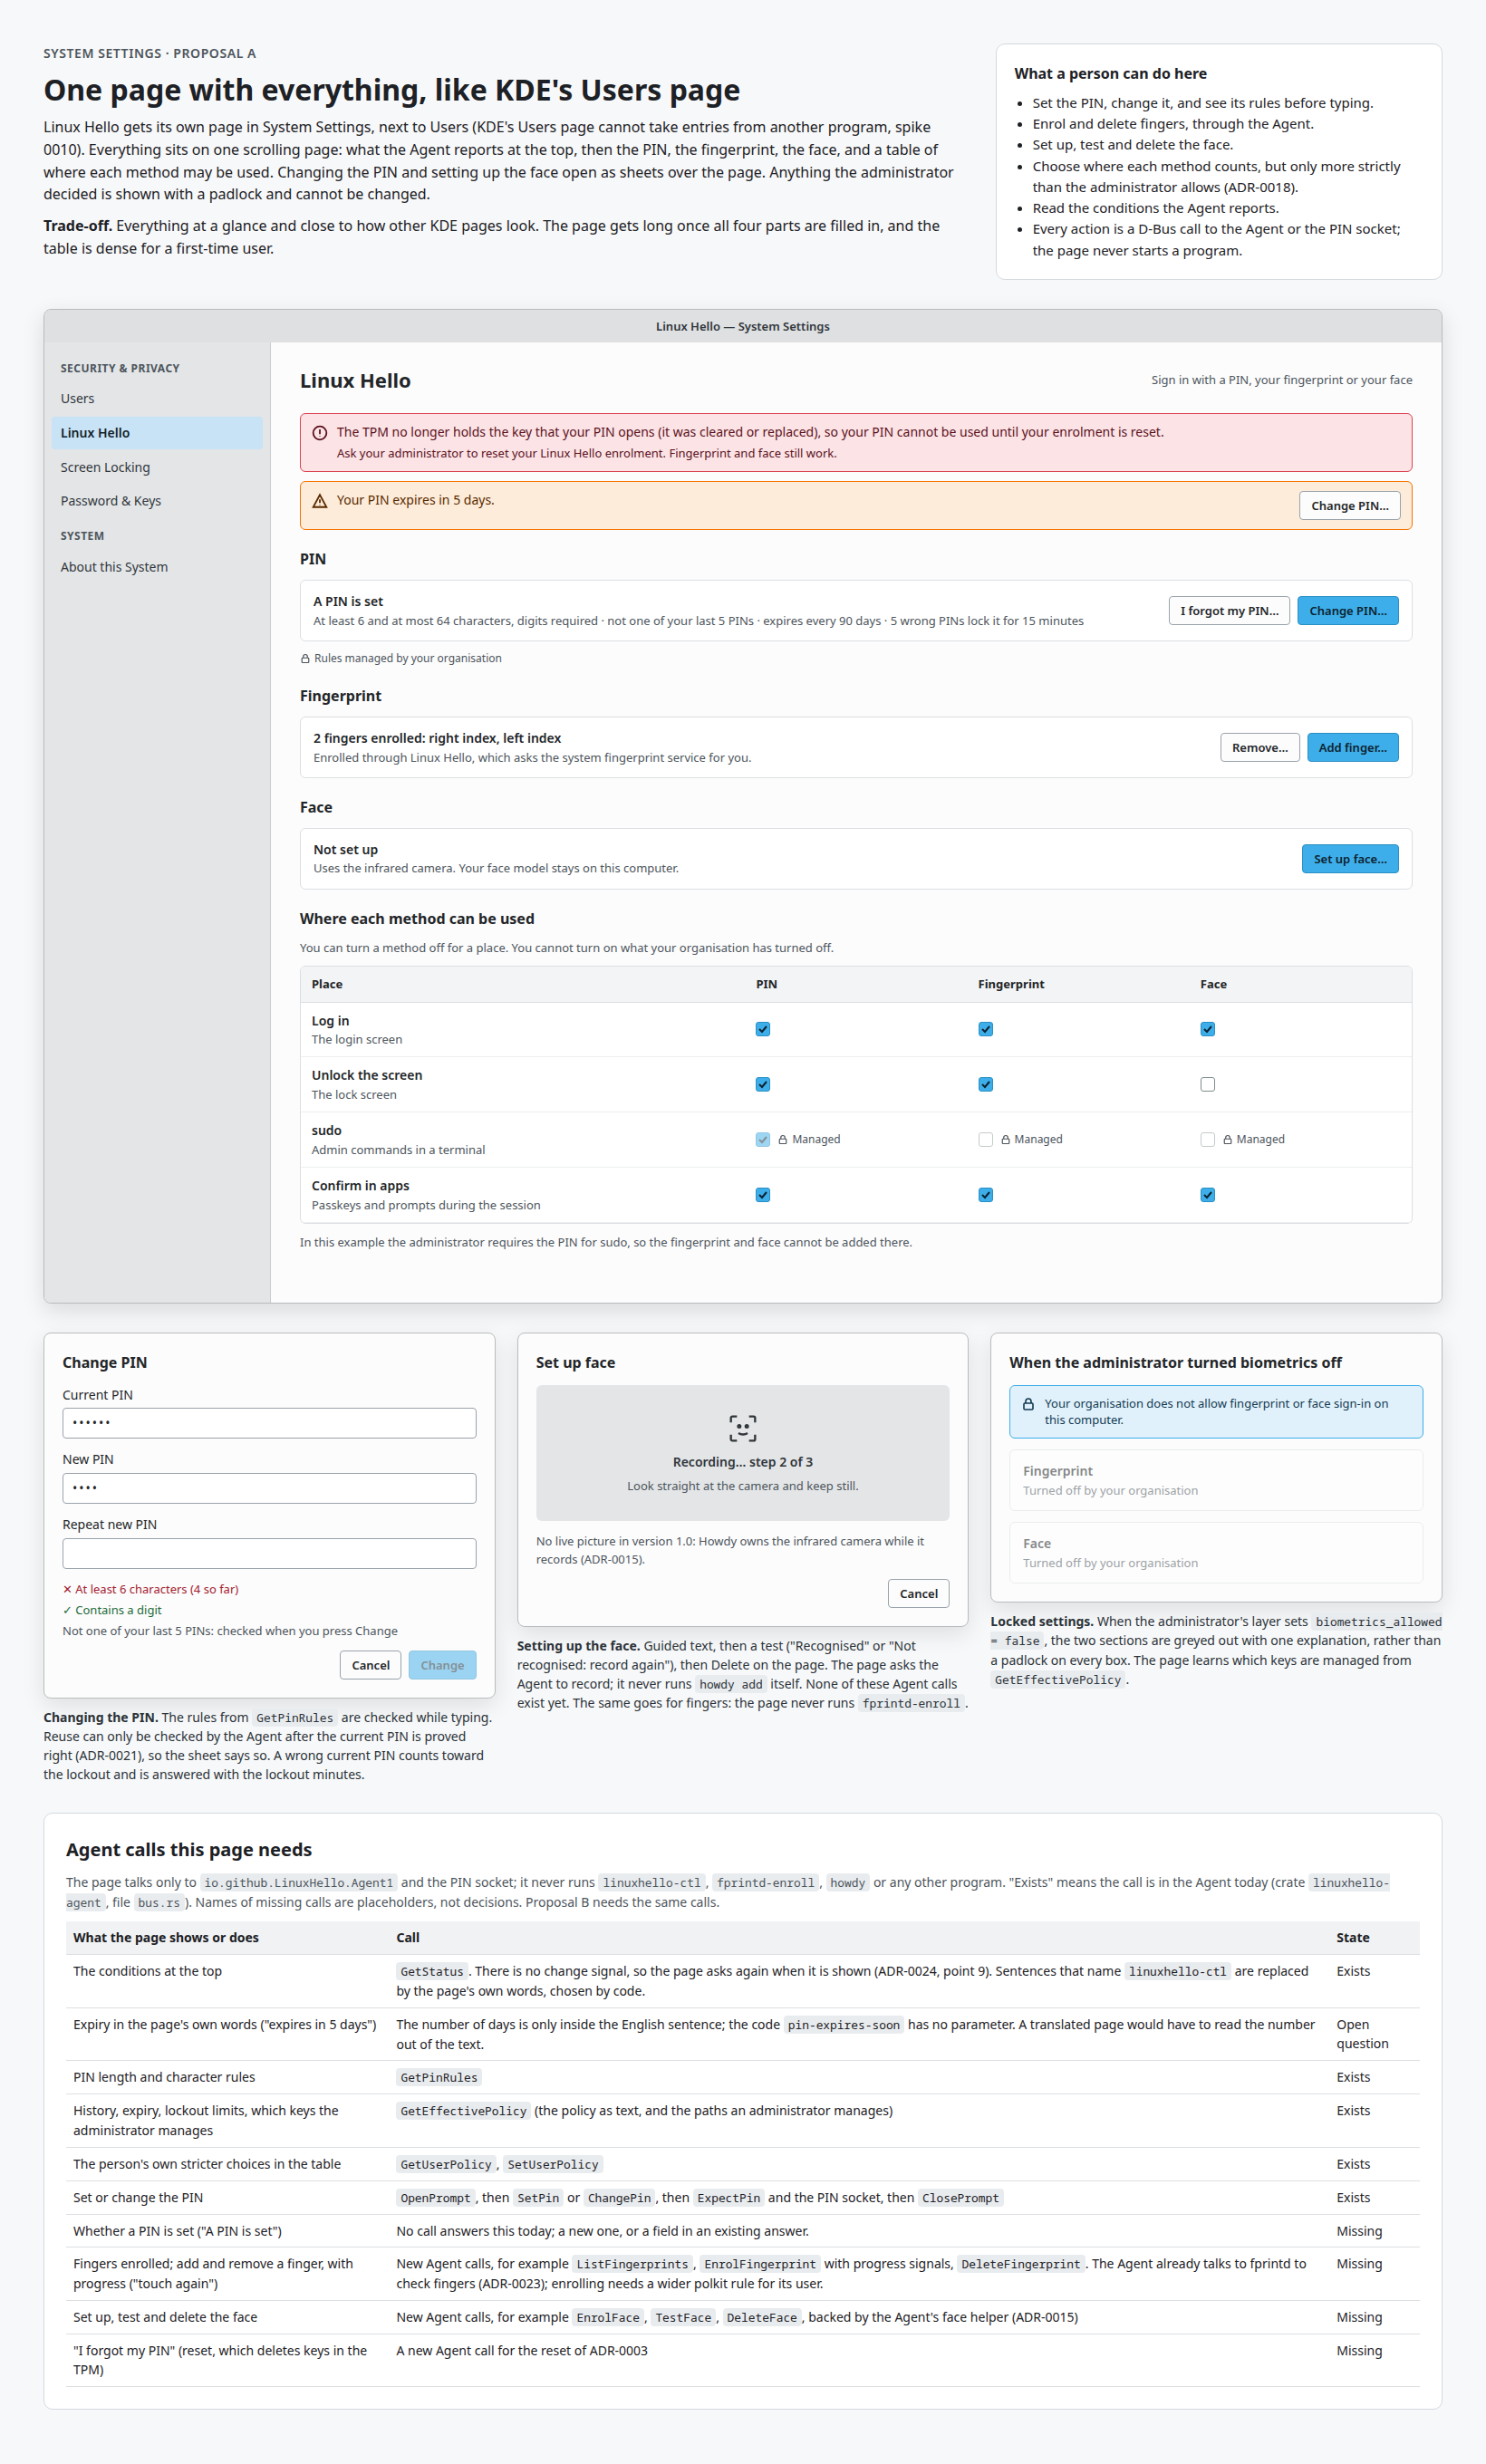 SYSTEM SETTINGS · PROPOSAL A
One page with everything, like KDE's Users page
Linux Hello gets its own page in System Settings, next to Users (KDE's Users page cannot take entries from another program, spike
0010). Everything sits on one scrolling page: what the Agent reports at the top, then the PIN, the fingerprint, the face, and a table of
where each method may be used. Changing the PIN and setting up the face open as sheets over the page. Anything the administrator
decided is shown with a padlock and cannot be changed.
Trade-off. Everything at a glance and close to how other KDE pages look. The page gets long once all four parts are filled in, and the
table is dense for a first-time user.
What a person can do here
• Set the PIN, change it, and see its rules before typing.
• Enrol and delete fingers, through the Agent.
• Set up, test and delete the face.
• Choose where each method counts, but only more strictly
than the administrator allows (ADR-0018).
• Read the conditions the Agent reports.
• Every action is a D-Bus call to the Agent or the PIN socket;
the page never starts a program.
Linux Hello — System Settings
SECURITY & PRIVACY
Users
Linux Hello
Screen Locking
Password & Keys
SYSTEM
About this System
Linux Hello
Sign in with a PIN, your fingerprint or your face
The TPM no longer holds the key that your PIN opens (it was cleared or replaced), so your PIN cannot be used until your enrolment is reset.
Ask your administrator to reset your Linux Hello enrolment. Fingerprint and face still work.
Your PIN expires in 5 days.
Change PIN...
PIN
A PIN is set
At least 6 and at most 64 characters, digits required · not one of your last 5 PINs · expires every 90 days · 5 wrong PINs lock it for 15 minutes
I forgot my PIN...
Change PIN...
Rules managed by your organisation
Fingerprint
2 fingers enrolled: right index, left index
Enrolled through Linux Hello, which asks the system fingerprint service for you.
Remove...
Add finger...
Face
Not set up
Uses the infrared camera. Your face model stays on this computer.
Set up face...
Where each method can be used
You can turn a method off for a place. You cannot turn on what your organisation has turned off.
Place PIN Fingerprint Face
Log in
The login screen
Unlock the screen
The lock screen
sudo
Admin commands in a terminal
Managed Managed Managed
Confirm in apps
Passkeys and prompts during the session
In this example the administrator requires the PIN for sudo, so the fingerprint and face cannot be added there.
Change PIN
Current PIN
••••••
New PIN
••••
Repeat new PIN
✕ At least 6 characters (4 so far)
✓ Contains a digit
Not one of your last 5 PINs: checked when you press Change
Cancel
Change
Changing the PIN. The rules from GetPinRules are checked while typing.
Reuse can only be checked by the Agent after the current PIN is proved
right (ADR-0021), so the sheet says so. A wrong current PIN counts toward
the lockout and is answered with the lockout minutes.
Set up face
Recording... step 2 of 3
Look straight at the camera and keep still.
No live picture in version 1.0: Howdy owns the infrared camera while it
records (ADR-0015).
Cancel
Setting up the face. Guided text, then a test ("Recognised" or "Not
recognised: record again"), then Delete on the page. The page asks the
Agent to record; it never runs howdy add itself. None of these Agent calls
exist yet. The same goes for fingers: the page never runs fprintd-enroll.
When the administrator turned biometrics off
Your organisation does not allow fingerprint or face sign-in on
this computer.
Fingerprint
Turned off by your organisation
Face
Turned off by your organisation
Locked settings. When the administrator's layer sets biometrics_allowed
= false, the two sections are greyed out with one explanation, rather than
a padlock on every box. The page learns which keys are managed from
GetEffectivePolicy.
Agent calls this page needs
The page talks only to io.github.LinuxHello.Agent1 and the PIN socket; it never runs linuxhello-ctl, fprintd-enroll, howdy or any other program. "Exists" means the call is in the Agent today (crate linuxhello-
agent, file bus.rs). Names of missing calls are placeholders, not decisions. Proposal B needs the same calls.
What the page shows or does Call State
The conditions at the top
GetStatus. There is no change signal, so the page asks again when it is shown (ADR-0024, point 9). Sentences that name linuxhello-ctl are replaced
by the page's own words, chosen by code.
Exists
Expiry in the page's own words ("expires in 5 days")
The number of days is only inside the English sentence; the code pin-expires-soon has no parameter. A translated page would have to read the number
out of the text.
Open
question
PIN length and character rules
GetPinRules
Exists
History, expiry, lockout limits, which keys the
administrator manages
GetEffectivePolicy (the policy as text, and the paths an administrator manages)
Exists
The person's own stricter choices in the table
GetUserPolicy, SetUserPolicy
Exists
Set or change the PIN
OpenPrompt, then SetPin or ChangePin, then ExpectPin and the PIN socket, then ClosePrompt
Exists
Whether a PIN is set ("A PIN is set")
No call answers this today; a new one, or a field in an existing answer.
Missing
Fingers enrolled; add and remove a finger, with
progress ("touch again")
New Agent calls, for example ListFingerprints, EnrolFingerprint with progress signals, DeleteFingerprint. The Agent already talks to fprintd to
check fingers (ADR-0023); enrolling needs a wider polkit rule for its user.
Missing
Set up, test and delete the face
New Agent calls, for example EnrolFace, TestFace, DeleteFace, backed by the Agent's face helper (ADR-0015)
Missing
"I forgot my PIN" (reset, which deletes keys in the
TPM)
A new Agent call for the reset of ADR-0003
Missing